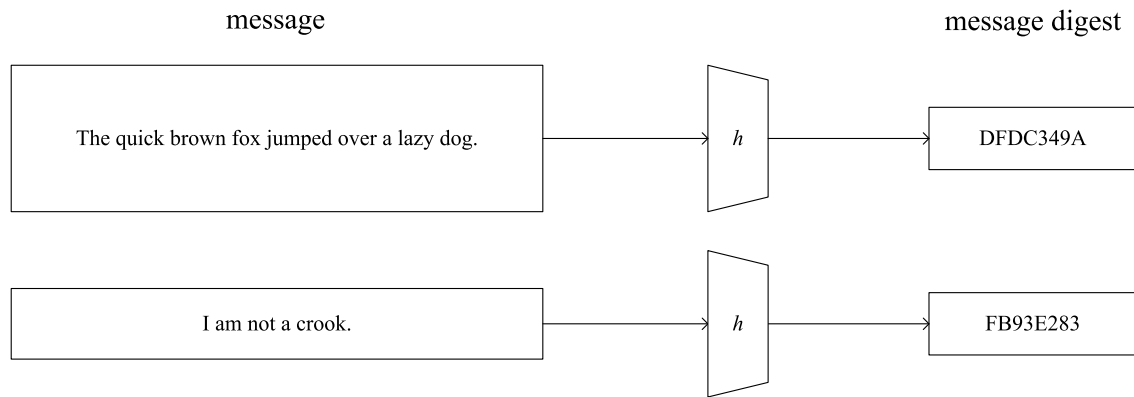 message
message digest
The quick brown fox jumped over a lazy dog.
h
DFDC349A
I am not a crook.
h
FB93E283